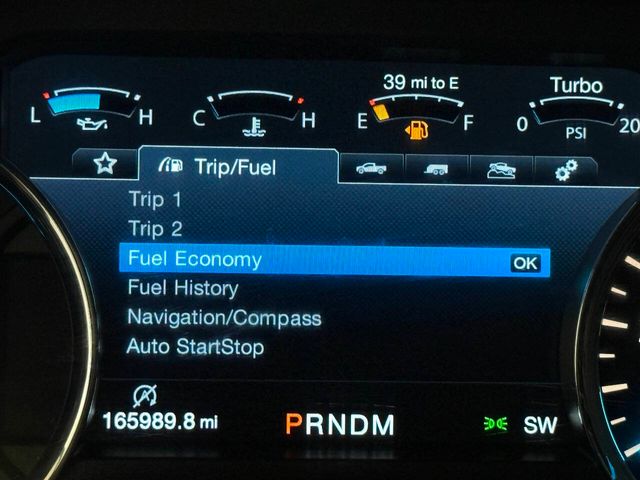 39 mi to E
Turbo
L H C H E F 0 20
PSI
Trip/Fuel
Trip 1
Trip 2
Fuel Economy OK
Fuel History
Navigation/Compass
Auto StartStop
165989.8 mi PRNDM SW